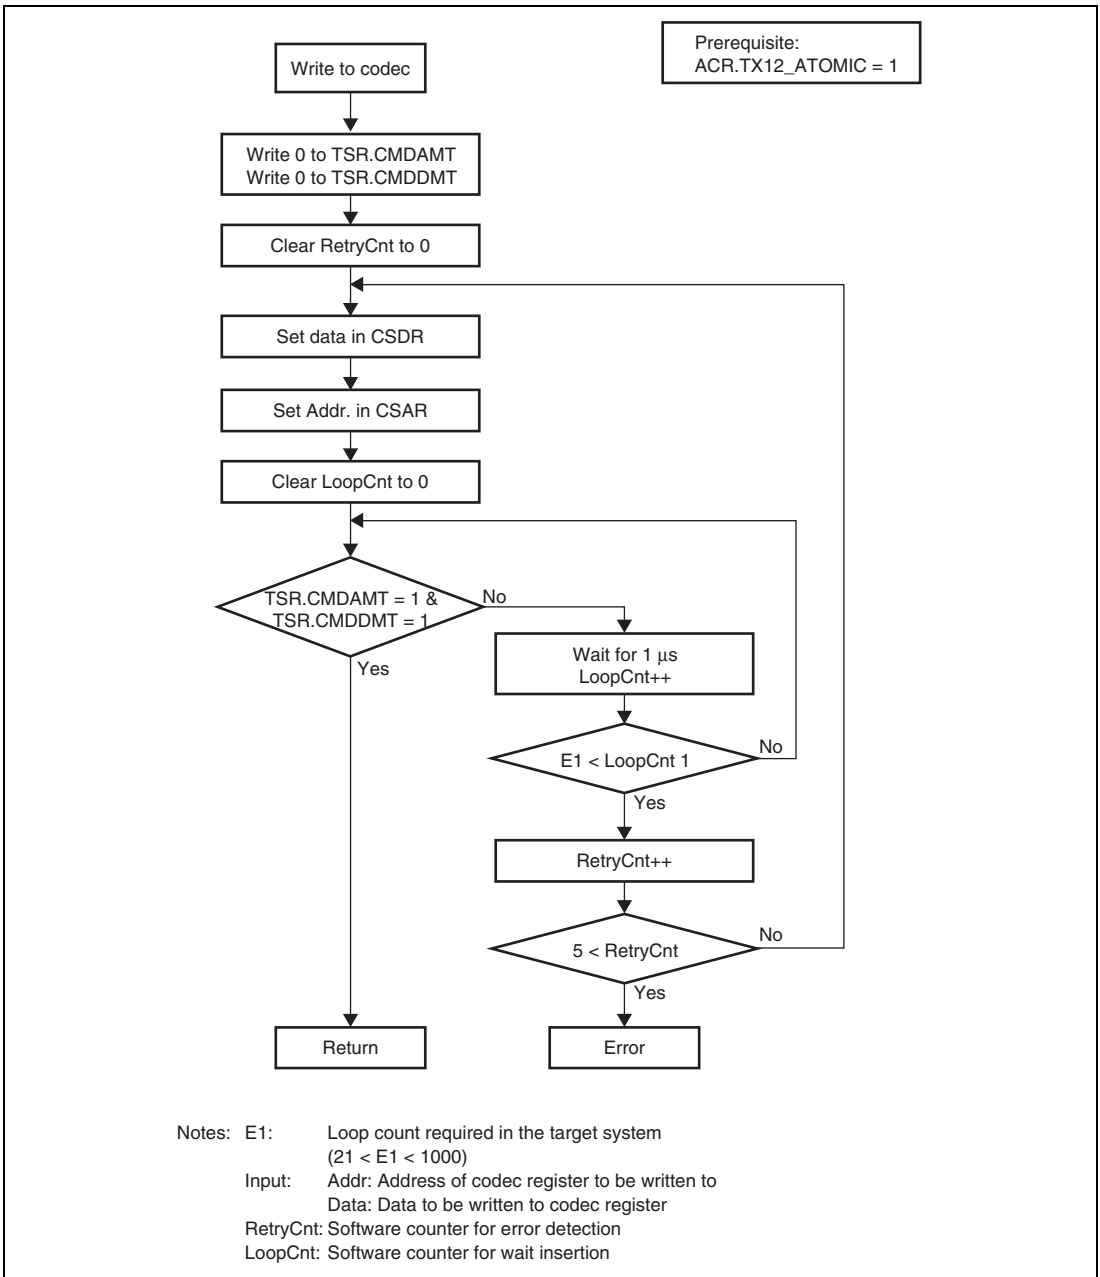 Prerequisite:
ACR.TX12_ATOMIC = 1
Write to codec
Write 0 to TSR.CMDAMT
Write 0 to TSR.CMDDMT
Clear RetryCnt to 0
Set data in CSDR
Set Addr. in CSAR
Clear LoopCnt to 0
TSR.CMDAMT = 1 &
TSR.CMDDMT = 1
No
Yes
Wait for 1 μs
LoopCnt++
E1 < LoopCnt 1
No
Yes
RetryCnt++
5 < RetryCnt
No
Yes
Return
Error
Notes: E1: Loop count required in the target system
(21 < E1 < 1000)
Input: Addr: Address of codec register to be written to
Data: Data to be written to codec register
RetryCnt: Software counter for error detection
LoopCnt: Software counter for wait insertion